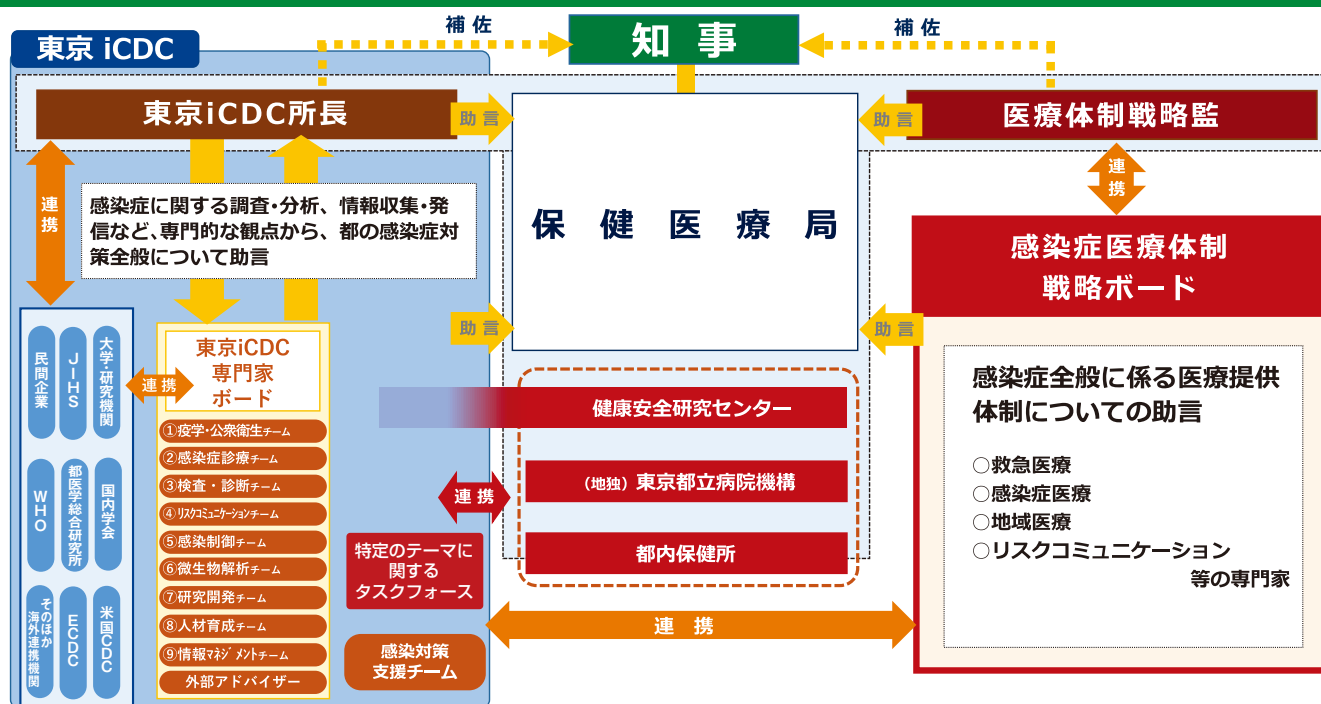 補佐
知事
補佐
東京 iCDC
東京iCDC所長
助言
助言
医療体制戦略監
連携
感染症に関する調査・分析、情報収集・発
信など、専門的な観点から、都の感染症対
策全般について助言
保健医療局
連携
感染症医療体制
戦略ボード
助言
助言
民間企業
JIHS
大学・研究機関
連携
東京iCDC
専門家
ボード
①疫学・公衆衛生チーム
②感染症診療チーム
③検査・診断チーム
④リスクコミュニケーションチーム
⑤感染制御チーム
⑥微生物解析チーム
⑦研究開発チーム
⑧人材育成チーム
⑨情報マネジメントチーム
外部アドバイザー
WHO
都医学総合研究所
国内学会
そのほか
海外連携機関
ECDC
米国CDC
健康安全研究センター
(地独)東京都立病院機構
都内保健所
連携
特定のテーマに
関する
タスクフォース
感染対策
支援チーム
連携
感染症全般に係る医療提供
体制についての助言
○救急医療
○感染症医療
○地域医療
○リスクコミュニケーション
等の専門家